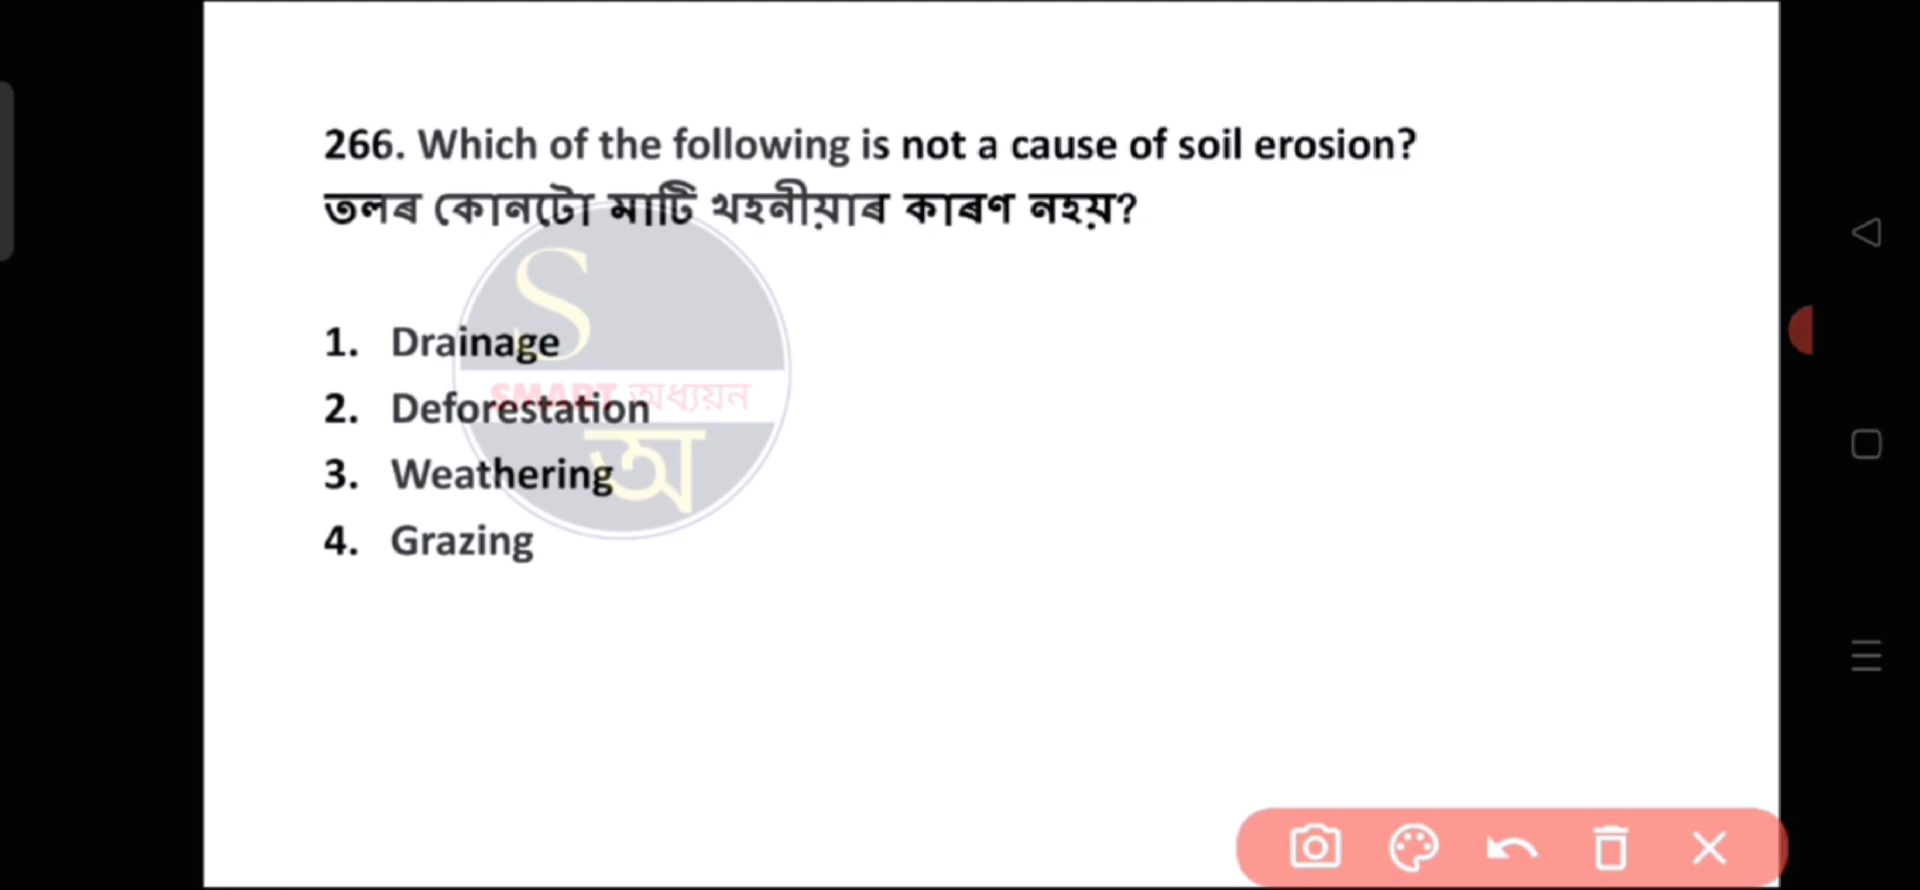 266. Which of the following is not a cause of soil erosion?
তলৰ কোনটো মাটি খহনীয়াৰ কাৰণ নহয়?
S
1. Drainage
SMART অধ্যয়ন
2. Deforestation
অ
3. Weathering
4. Grazing